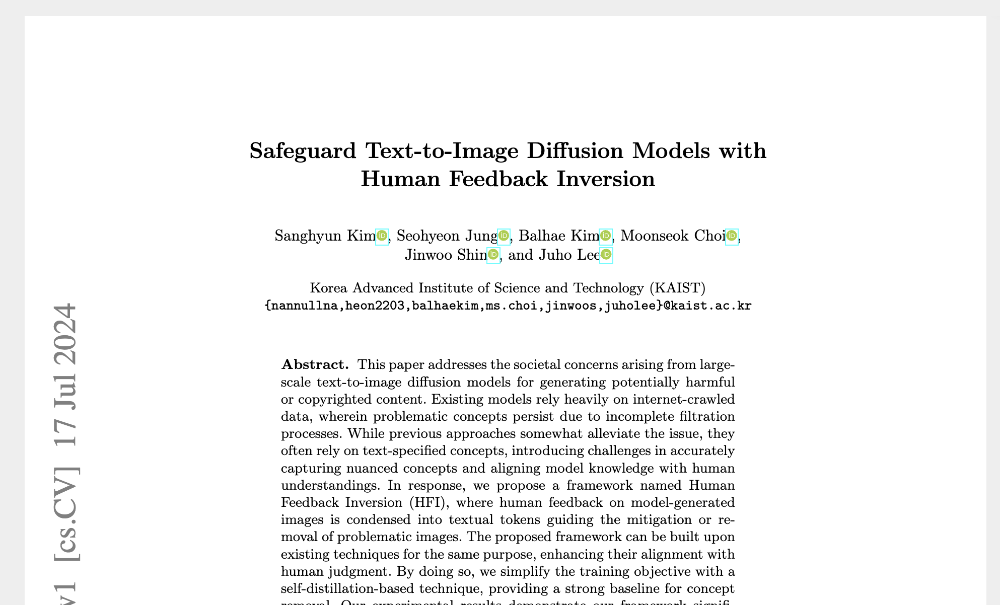 Safeguard Text-to-Image Diffusion Models with
Human Feedback Inversion
Sanghyun Kim, Seohyeon Jung, Balhae Kim, Moonseok Choi,
Jinwoo Shin, and Juho Lee
Korea Advanced Institute of Science and Technology (KAIST)
{nannullna,heon2203,balhaekim,ms.choi,jinwoos,juholee}@kaist.ac.kr
Abstract. This paper addresses the societal concerns arising from large-
scale text-to-image diffusion models for generating potentially harmful
or copyrighted content. Existing models rely heavily on internet-crawled
data, wherein problematic concepts persist due to incomplete filtration
processes. While previous approaches somewhat alleviate the issue, they
often rely on text-specified concepts, introducing challenges in accurately
capturing nuanced concepts and aligning model knowledge with human
understandings. In response, we propose a framework named Human
Feedback Inversion (HFI), where human feedback on model-generated
images is condensed into textual tokens guiding the mitigation or re-
moval of problematic images. The proposed framework can be built upon
existing techniques for the same purpose, enhancing their alignment with
human judgment. By doing so, we simplify the training objective with a
self-distillation-based technique, providing a strong baseline for concept
removal. Our experimental results demonstrate our framework signifi-
v1 [cs.CV] 17 Jul 2024